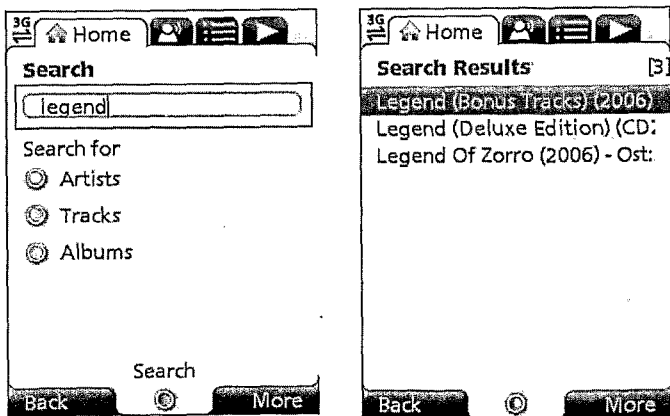 3G Home
Search
legend
Search for
Artists
Tracks
Albums
Search
Back More
3G Home
Search Results [3]
Legend (Bonus Tracks) (2006)
Legend (Deluxe Edition) (CD2
Legend Of Zorro (2006) - Ost:
Back More